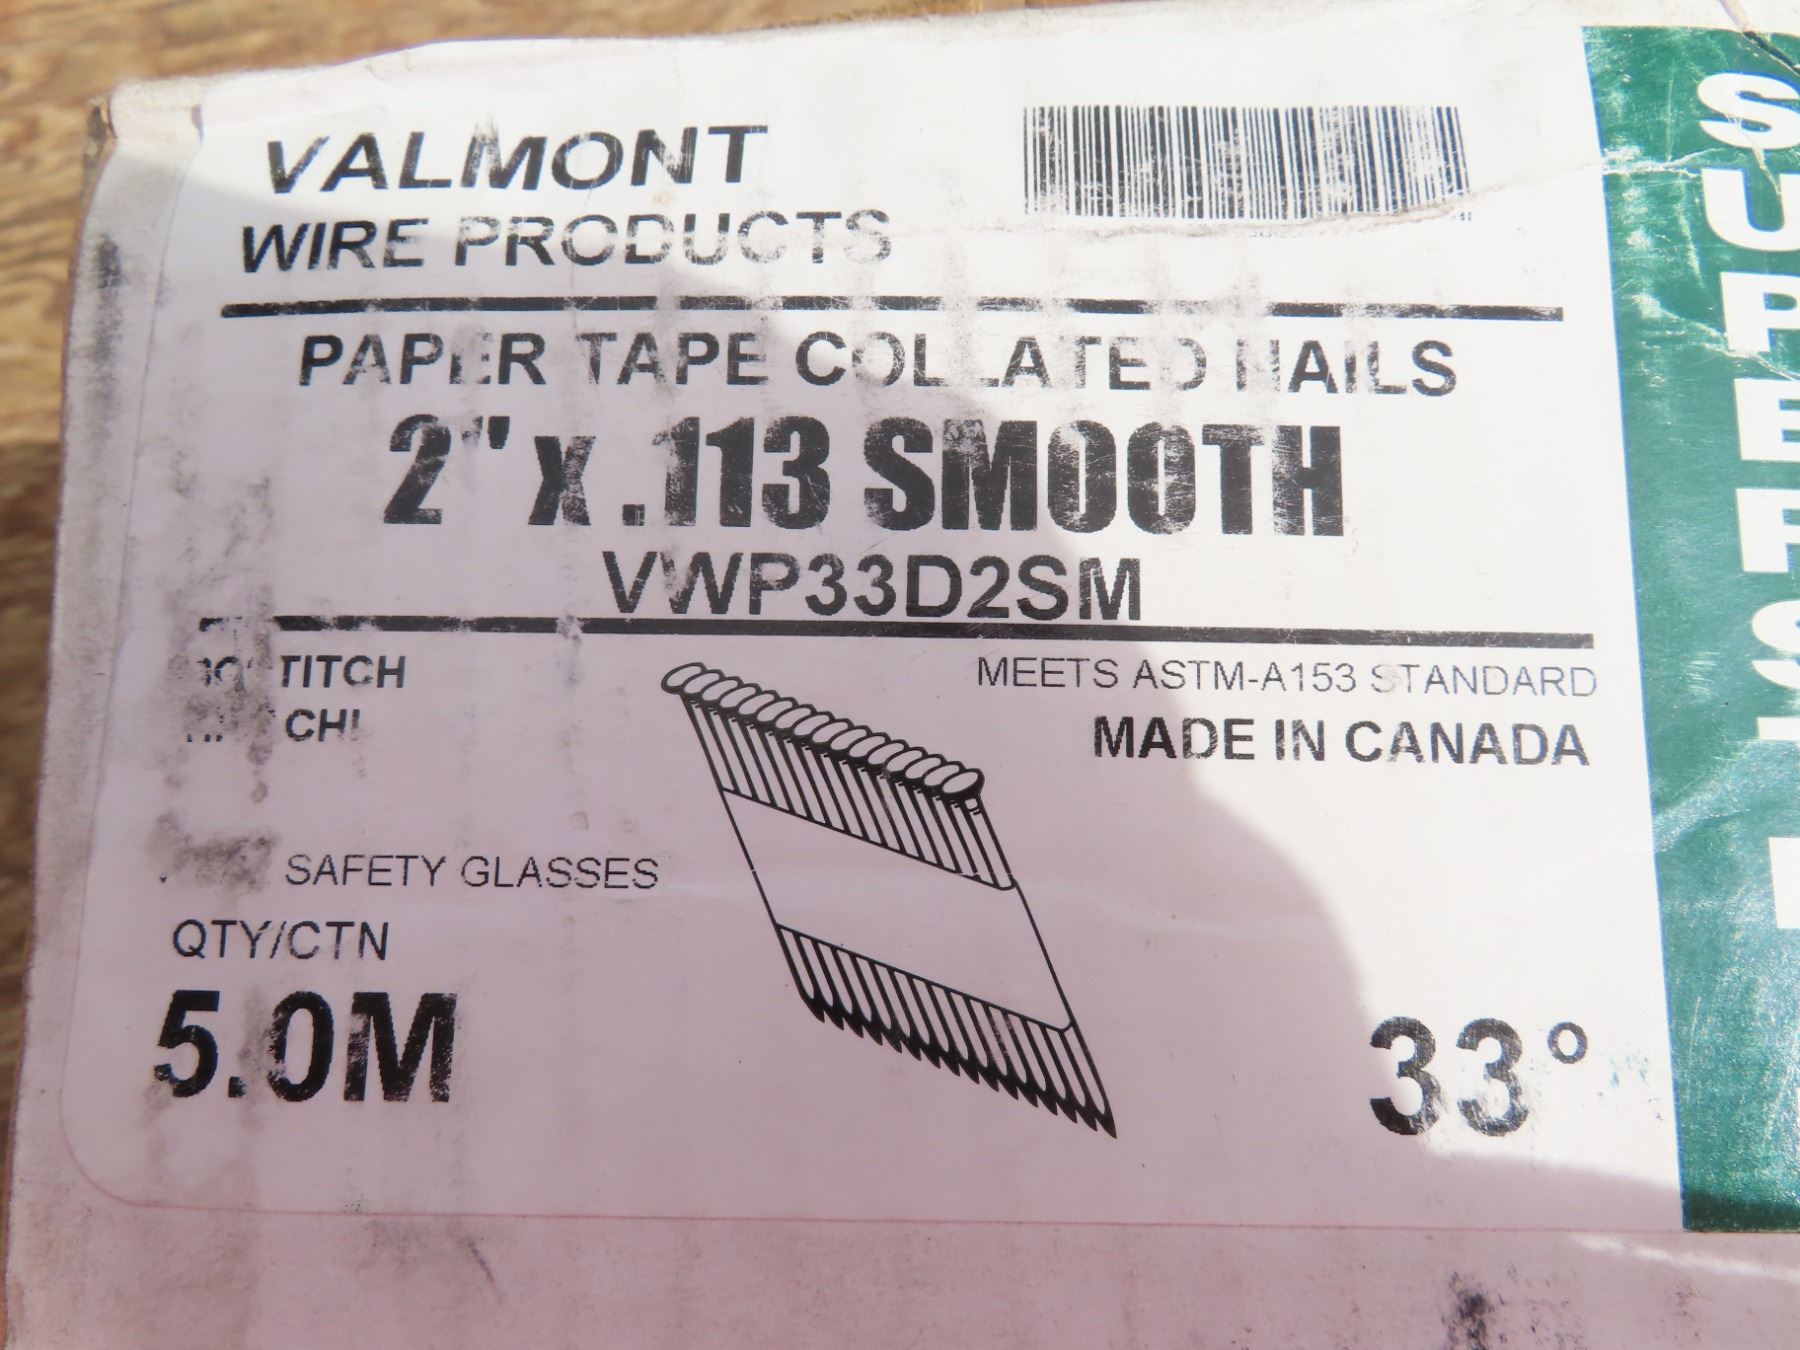 VALMONT
WIRE PRODUCTS
PAPER TAPE COLLATED NAILS
2" x .113 SMOOTH
VWP33D2SM
MEETS ASTM-A153 STANDARD
MADE IN CANADA
SAFETY GLASSES
QTY/CTN
5.0M
33°